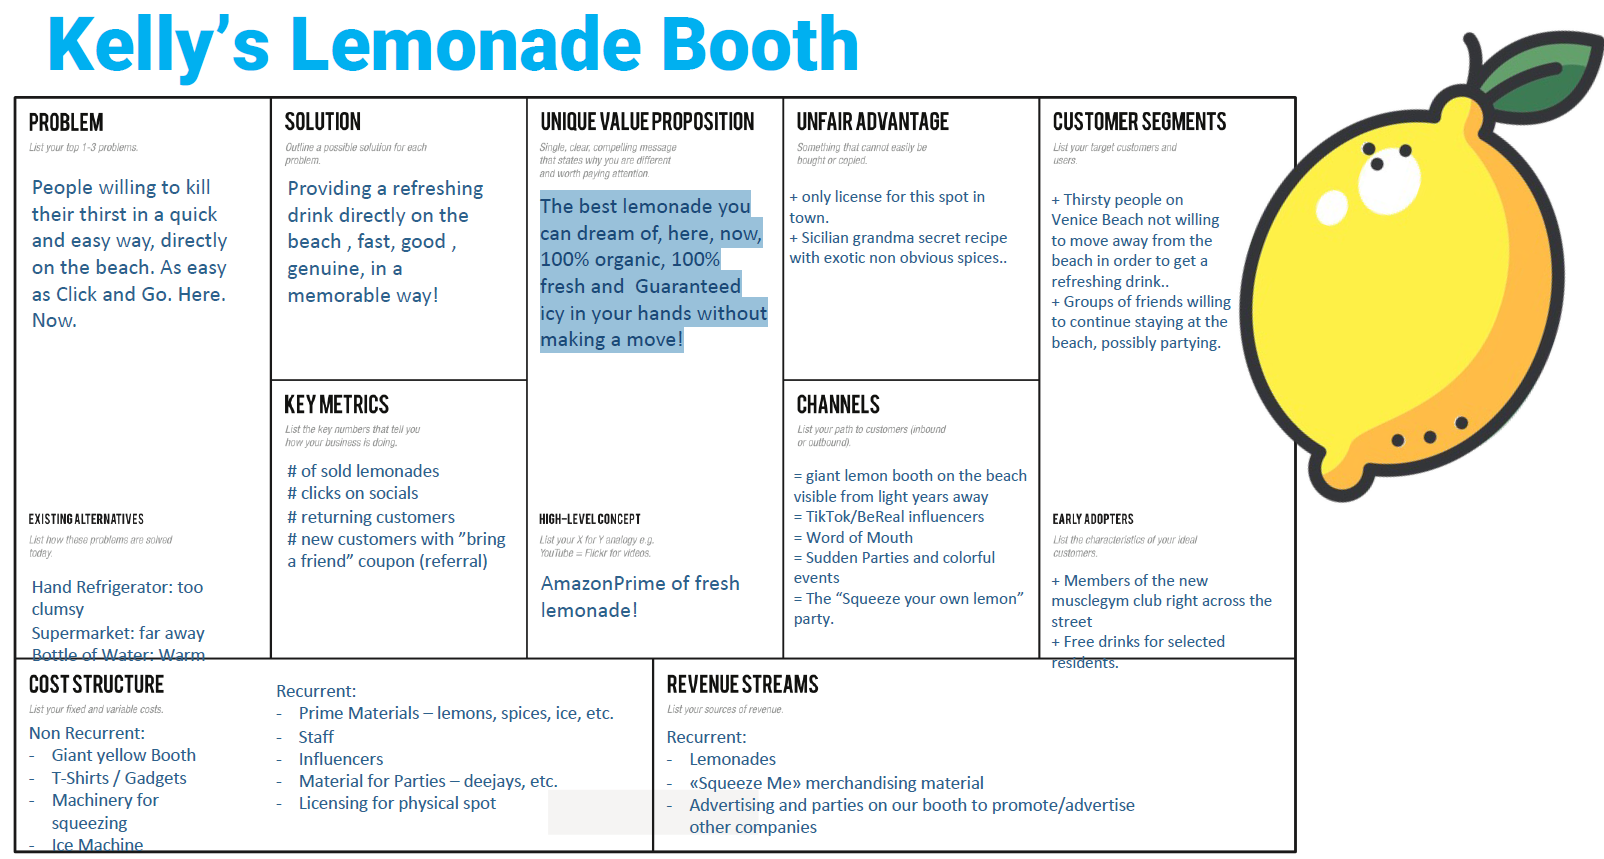 Kelly’s Lemonade Booth
PROBLEM
List your top 1-3 problems.
People willing to kill
their thirst in a quick
and easy way, directly
on the beach. As easy
as Click and Go. Here.
Now.
EXISTING ALTERNATIVES
List how these problems are solved
today.
Hand Refrigerator: too
clumsy
Supermarket: far away
Bottle of Water: Warm
SOLUTION
Outline a possible solution for each
problem.
Providing a refreshing
drink directly on the
beach , fast, good ,
genuine, in a
memorable way!
KEY METRICS
List the key numbers that tell you
how your business is doing.
# of sold lemonades
# clicks on socials
# returning customers
# new customers with ”bring
a friend” coupon (referral)
UNIQUE VALUE PROPOSITION
Single, clear, compelling message
that states why you are different
and worth paying attention.
The best lemonade you
can dream of, here, now,
100% organic, 100%
fresh and  Guaranteed
icy in your hands without
making a move!
HIGH-LEVEL CONCEPT
List your X for Y analogy e.g.
YouTube = Flickr for videos.
AmazonPrime of fresh
lemonade!
UNFAIR ADVANTAGE
Something that cannot easily be
bought or copied.
+ only license for this spot in
town.
+ Sicilian grandma secret recipe
with exotic non obvious spices..
CHANNELS
List your path to customers (inbound
or outbound).
= giant lemon booth on the beach
visible from light years away
= TikTok/BeReal influencers
= Word of Mouth
= Sudden Parties and colorful
events
= The “Squeeze your own lemon”
party.
CUSTOMER SEGMENTS
List your target customers and
users.
+ Thirsty people on
Venice Beach not willing
to move away from the
beach in order to get a
refreshing drink..
+ Groups of friends willing
to continue staying at the
beach, possibly partying.
EARLY ADOPTERS
List the characteristics of your ideal
customers.
+ Members of the new
musclegym club right across the
street
+ Free drinks for selected
residents.
COST STRUCTURE
List your fixed and variable costs.
Non Recurrent:
- Giant yellow Booth
- T-Shirts / Gadgets
- Machinery for
squeezing
- Ice Machine
Recurrent:
- Prime Materials – lemons, spices, ice, etc.
- Staff
- Influencers
- Material for Parties – deejays, etc.
- Licensing for physical spot
REVENUE STREAMS
List your sources of revenue.
Recurrent:
- Lemonades
- «Squeeze Me» merchandising material
- Advertising and parties on our booth to promote/advertise
other companies